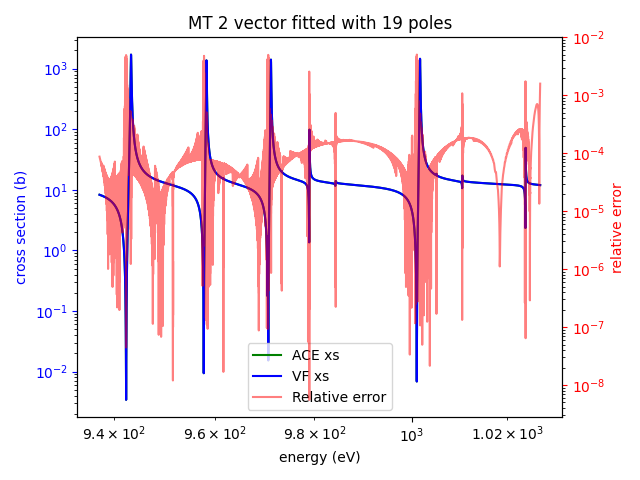 MT 2 vector fitted with 19 poles
cross section (b)
10³
10²
10¹
10⁰
10⁻¹
10⁻²
10⁻²
10⁻³
10⁻⁴
10⁻⁵
10⁻⁶
10⁻⁷
10⁻⁸
relative error
ACE xs
VF xs
Relative error
9.4 × 10² 9.6 × 10² 9.8 × 10² 10³ 1.02 × 10³
energy (eV)